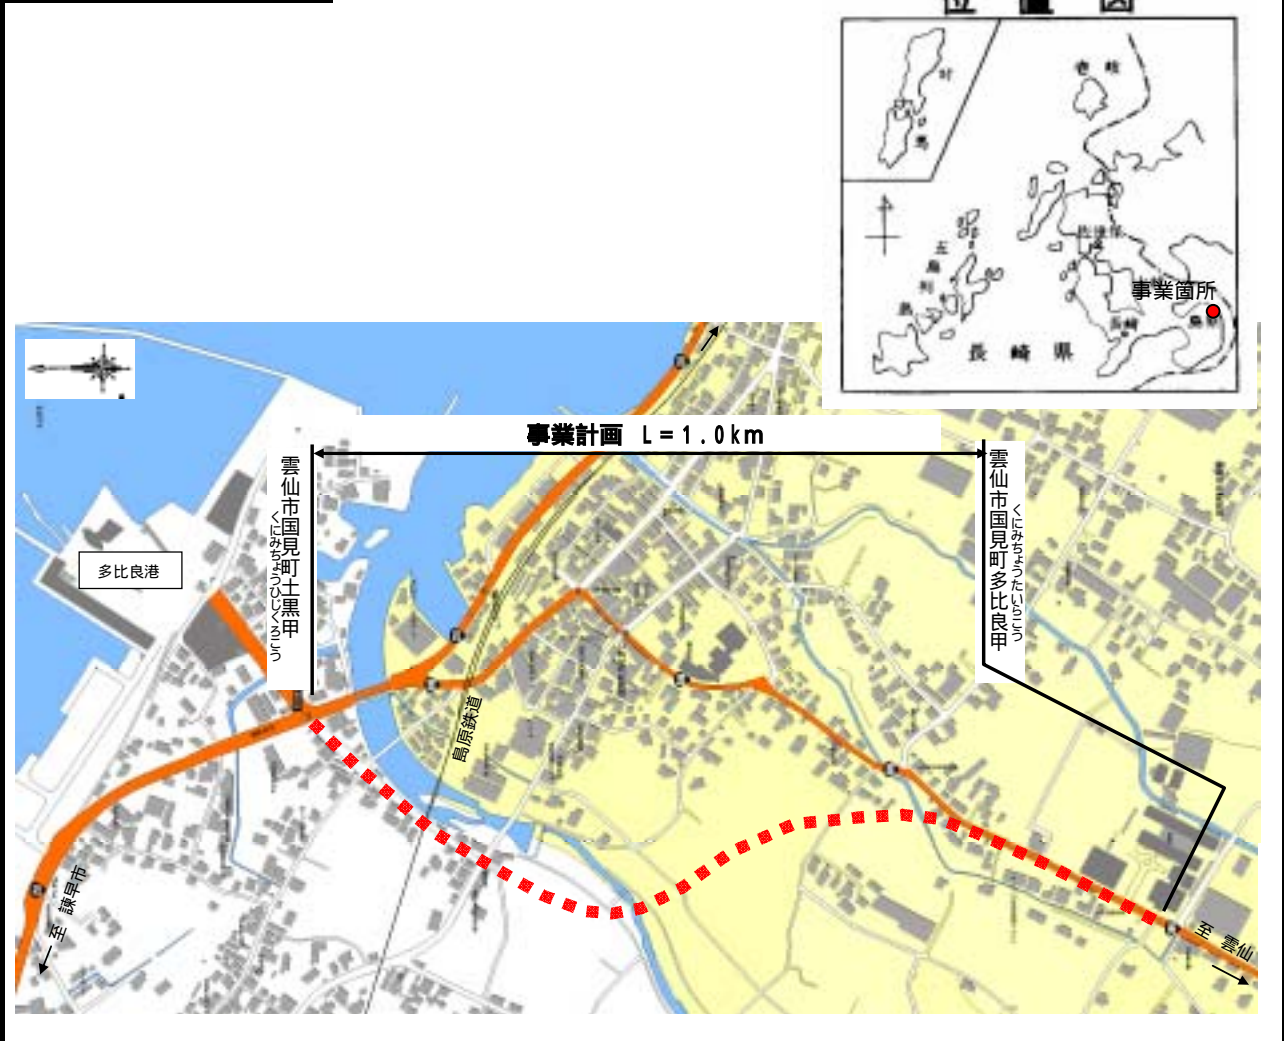 位置図
対
馬
壱岐
佐世保
五
島
列
島
事業箇所
長崎
島原
長崎県
事業計画 L=1.0km
雲仙市国見町土黒甲
くにみちょうひじくろこう
雲仙市国見町多比良甲
くにみちょうたいらこう
多比良港
島原鉄道
至 諫早市
至 雲仙